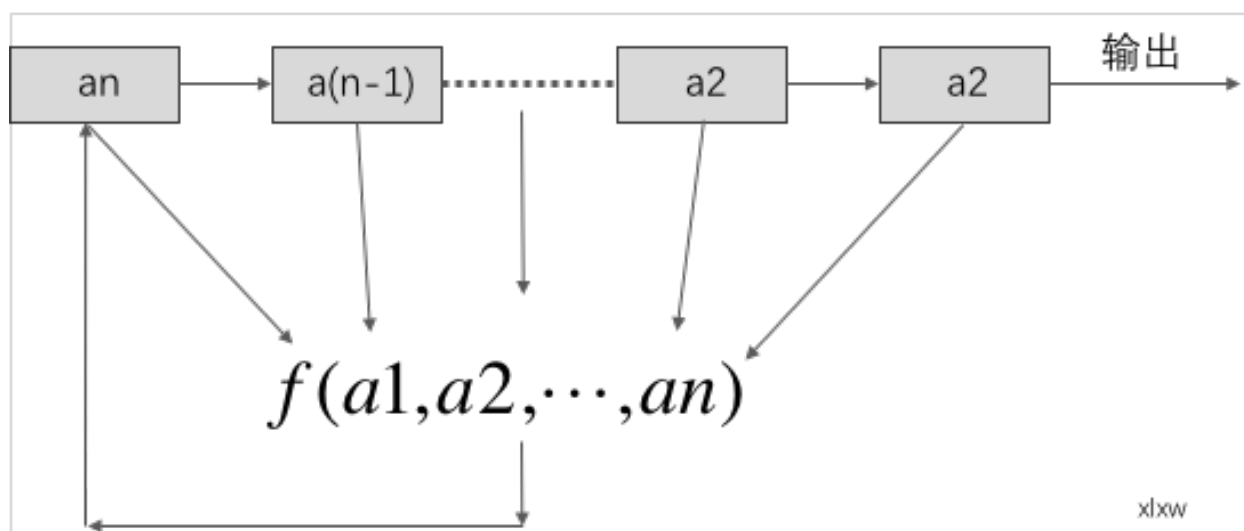 an a(n-1) a2 a2 输出
f(a1,a2,⋯,an)
xlxw